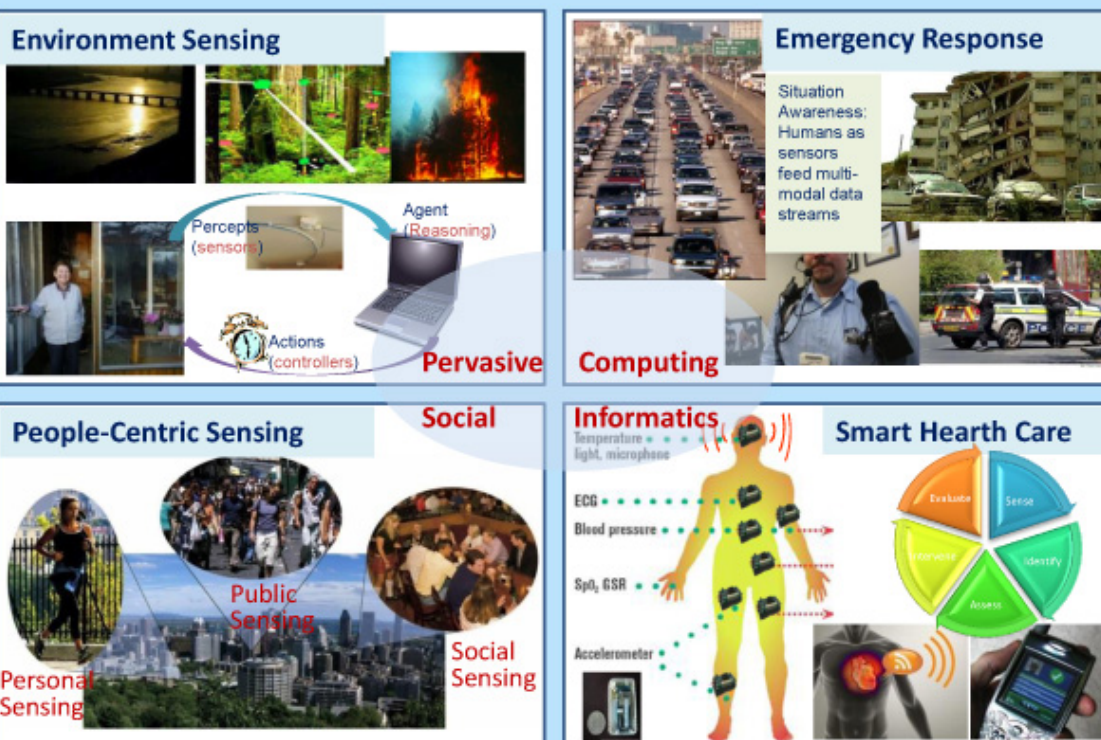 Environment Sensing
Percepts
(sensors)
Agent
(Reasoning)
Actions
(controllers)
Emergency Response
Situation
Awareness:
Humans as
sensors
feed multi-
modal data
streams
POLICE
Pervasive Computing
Social Informatics
People-Centric Sensing
Personal
Sensing
Public
Sensing
Social
Sensing
Smart Hearth Care
Temperature
light, microphone
ECG
Blood pressure
SpO₂ GSR
Accelerometer
Evaluate
Sense
Intervene
Identify
Assess